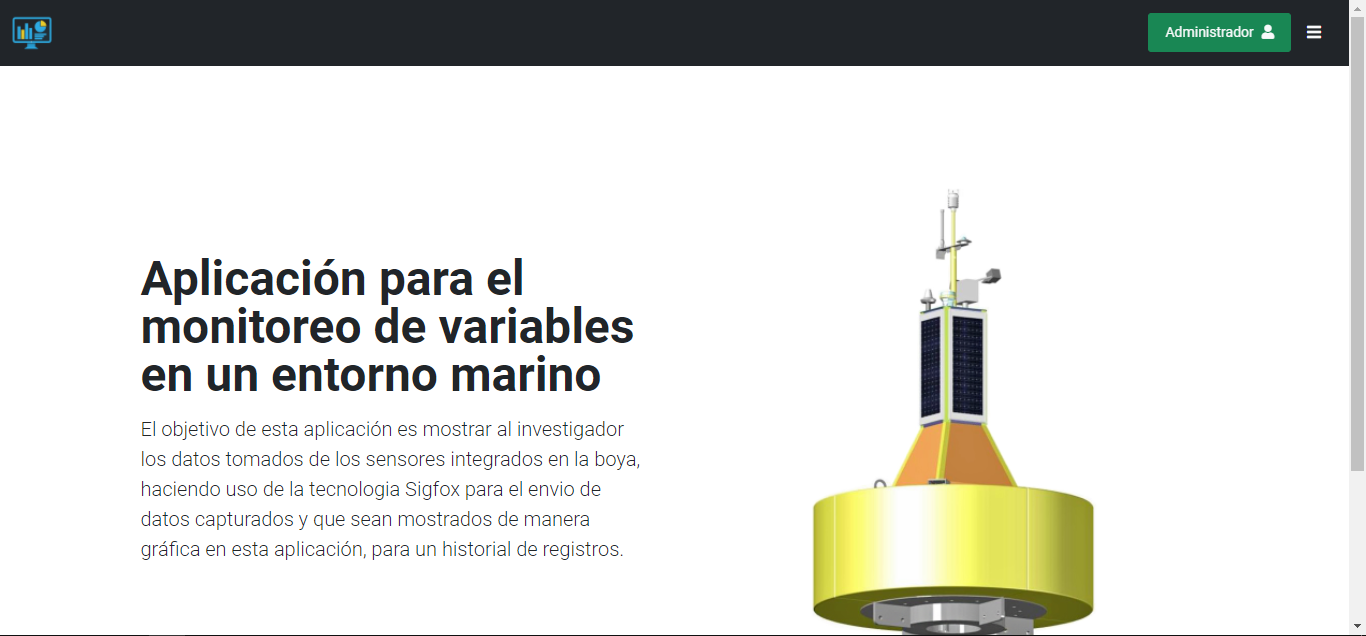 Administrador
Aplicación para el
monitoreo de variables
en un entorno marino
El objetivo de esta aplicación es mostrar al investigador
los datos tomados de los sensores integrados en la boya,
haciendo uso de la tecnologia Sigfox para el envio de
datos capturados y que sean mostrados de manera
gráfica en esta aplicación, para un historial de registros.